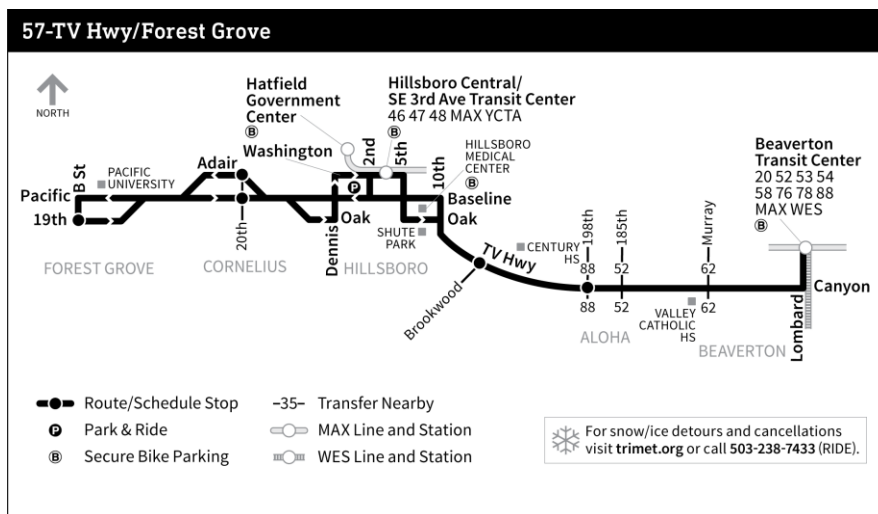 57-TV Hwy/Forest Grove
NORTH
Hatfield
Government
Center
Ⓑ
Washington
Hillsboro Central/
SE 3rd Ave Transit Center
46 47 48 MAX YCTA
Ⓑ
2nd
5th
HILLSBORO
MEDICAL
CENTER
Ⓑ
10th
Beaverton
Transit Center
20 52 53 54
58 76 78 88
MAX WES
Ⓑ
B St
PACIFIC
UNIVERSITY
Adair
Pacific
19th
20th
P
Dennis
Oak
SHUTE
PARK
Baseline
Oak
FOREST GROVE
CORNELIUS
HILLSBORO
TV Hwy
Brookwood
CENTURY
HS
198th
88
88
185th
52
52
Murray
62
62
VALLEY
CATHOLIC
HS
ALOHA
BEAVERTON
Lombard
Canyon
Route/Schedule Stop
P Park & Ride
Ⓑ Secure Bike Parking
–35– Transfer Nearby
MAX Line and Station
WES Line and Station
For snow/ice detours and cancellations
visit trimet.org or call 503-238-7433 (RIDE).